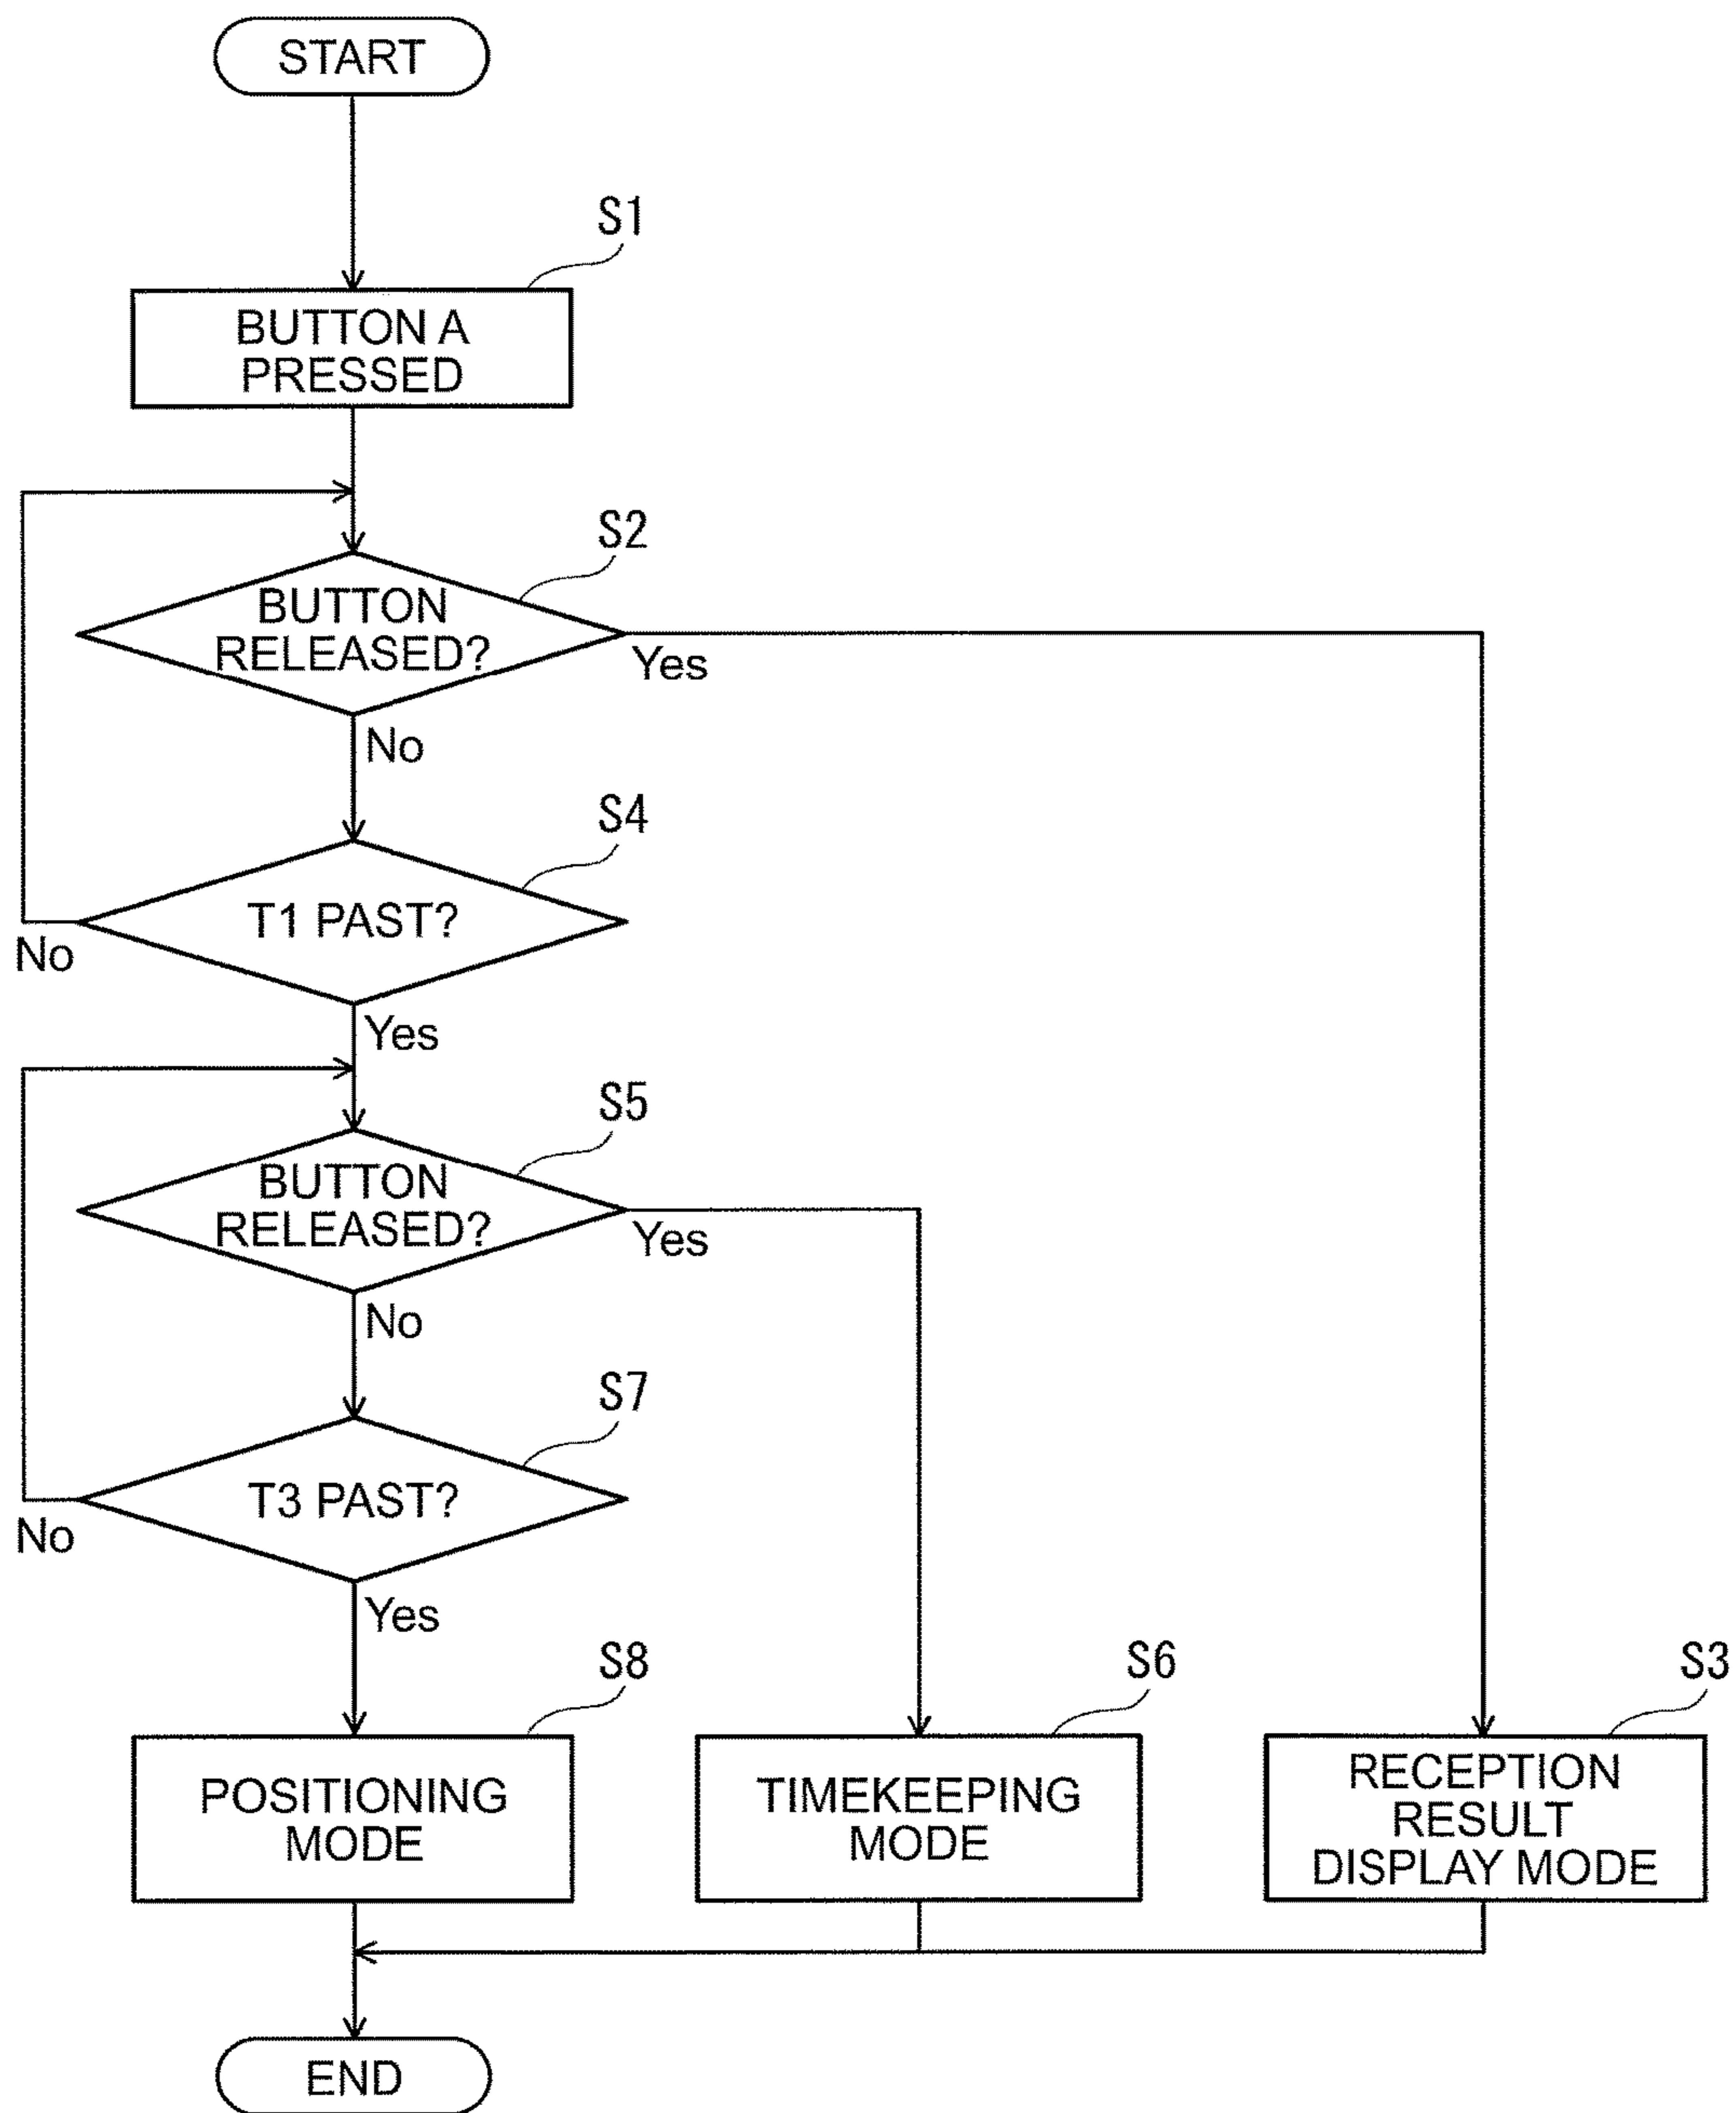 START
S1
BUTTON A
PRESSED
S2
BUTTON
RELEASED?
Yes
No
S4
T1 PAST?
No
Yes
S5
BUTTON
RELEASED?
Yes
No
S7
T3 PAST?
No
Yes
S8
POSITIONING
MODE
S6
TIMEKEEPING
MODE
S3
RECEPTION
RESULT
DISPLAY MODE
END